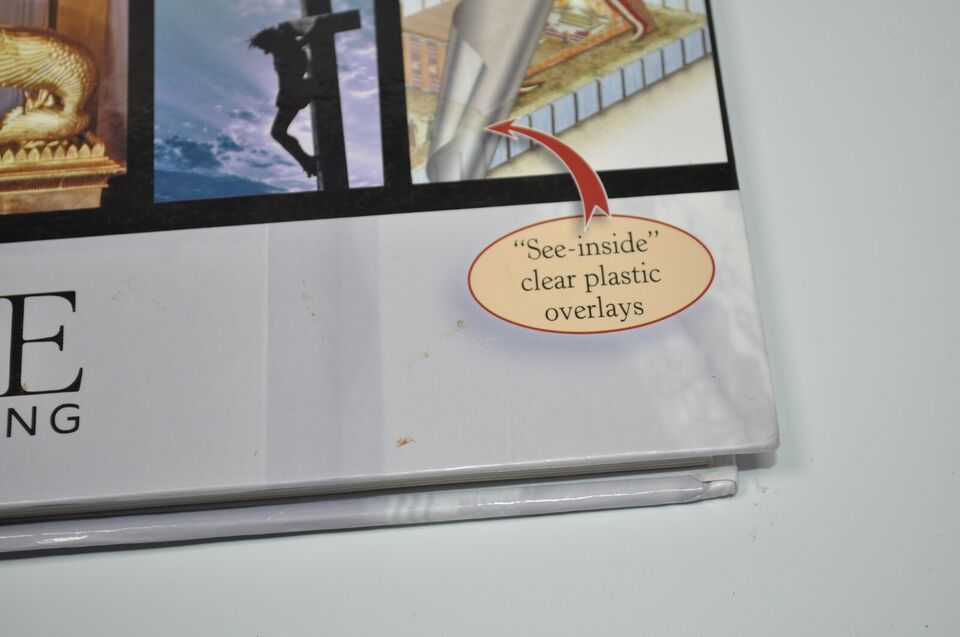 "See-inside"
clear plastic
overlays
E
NG